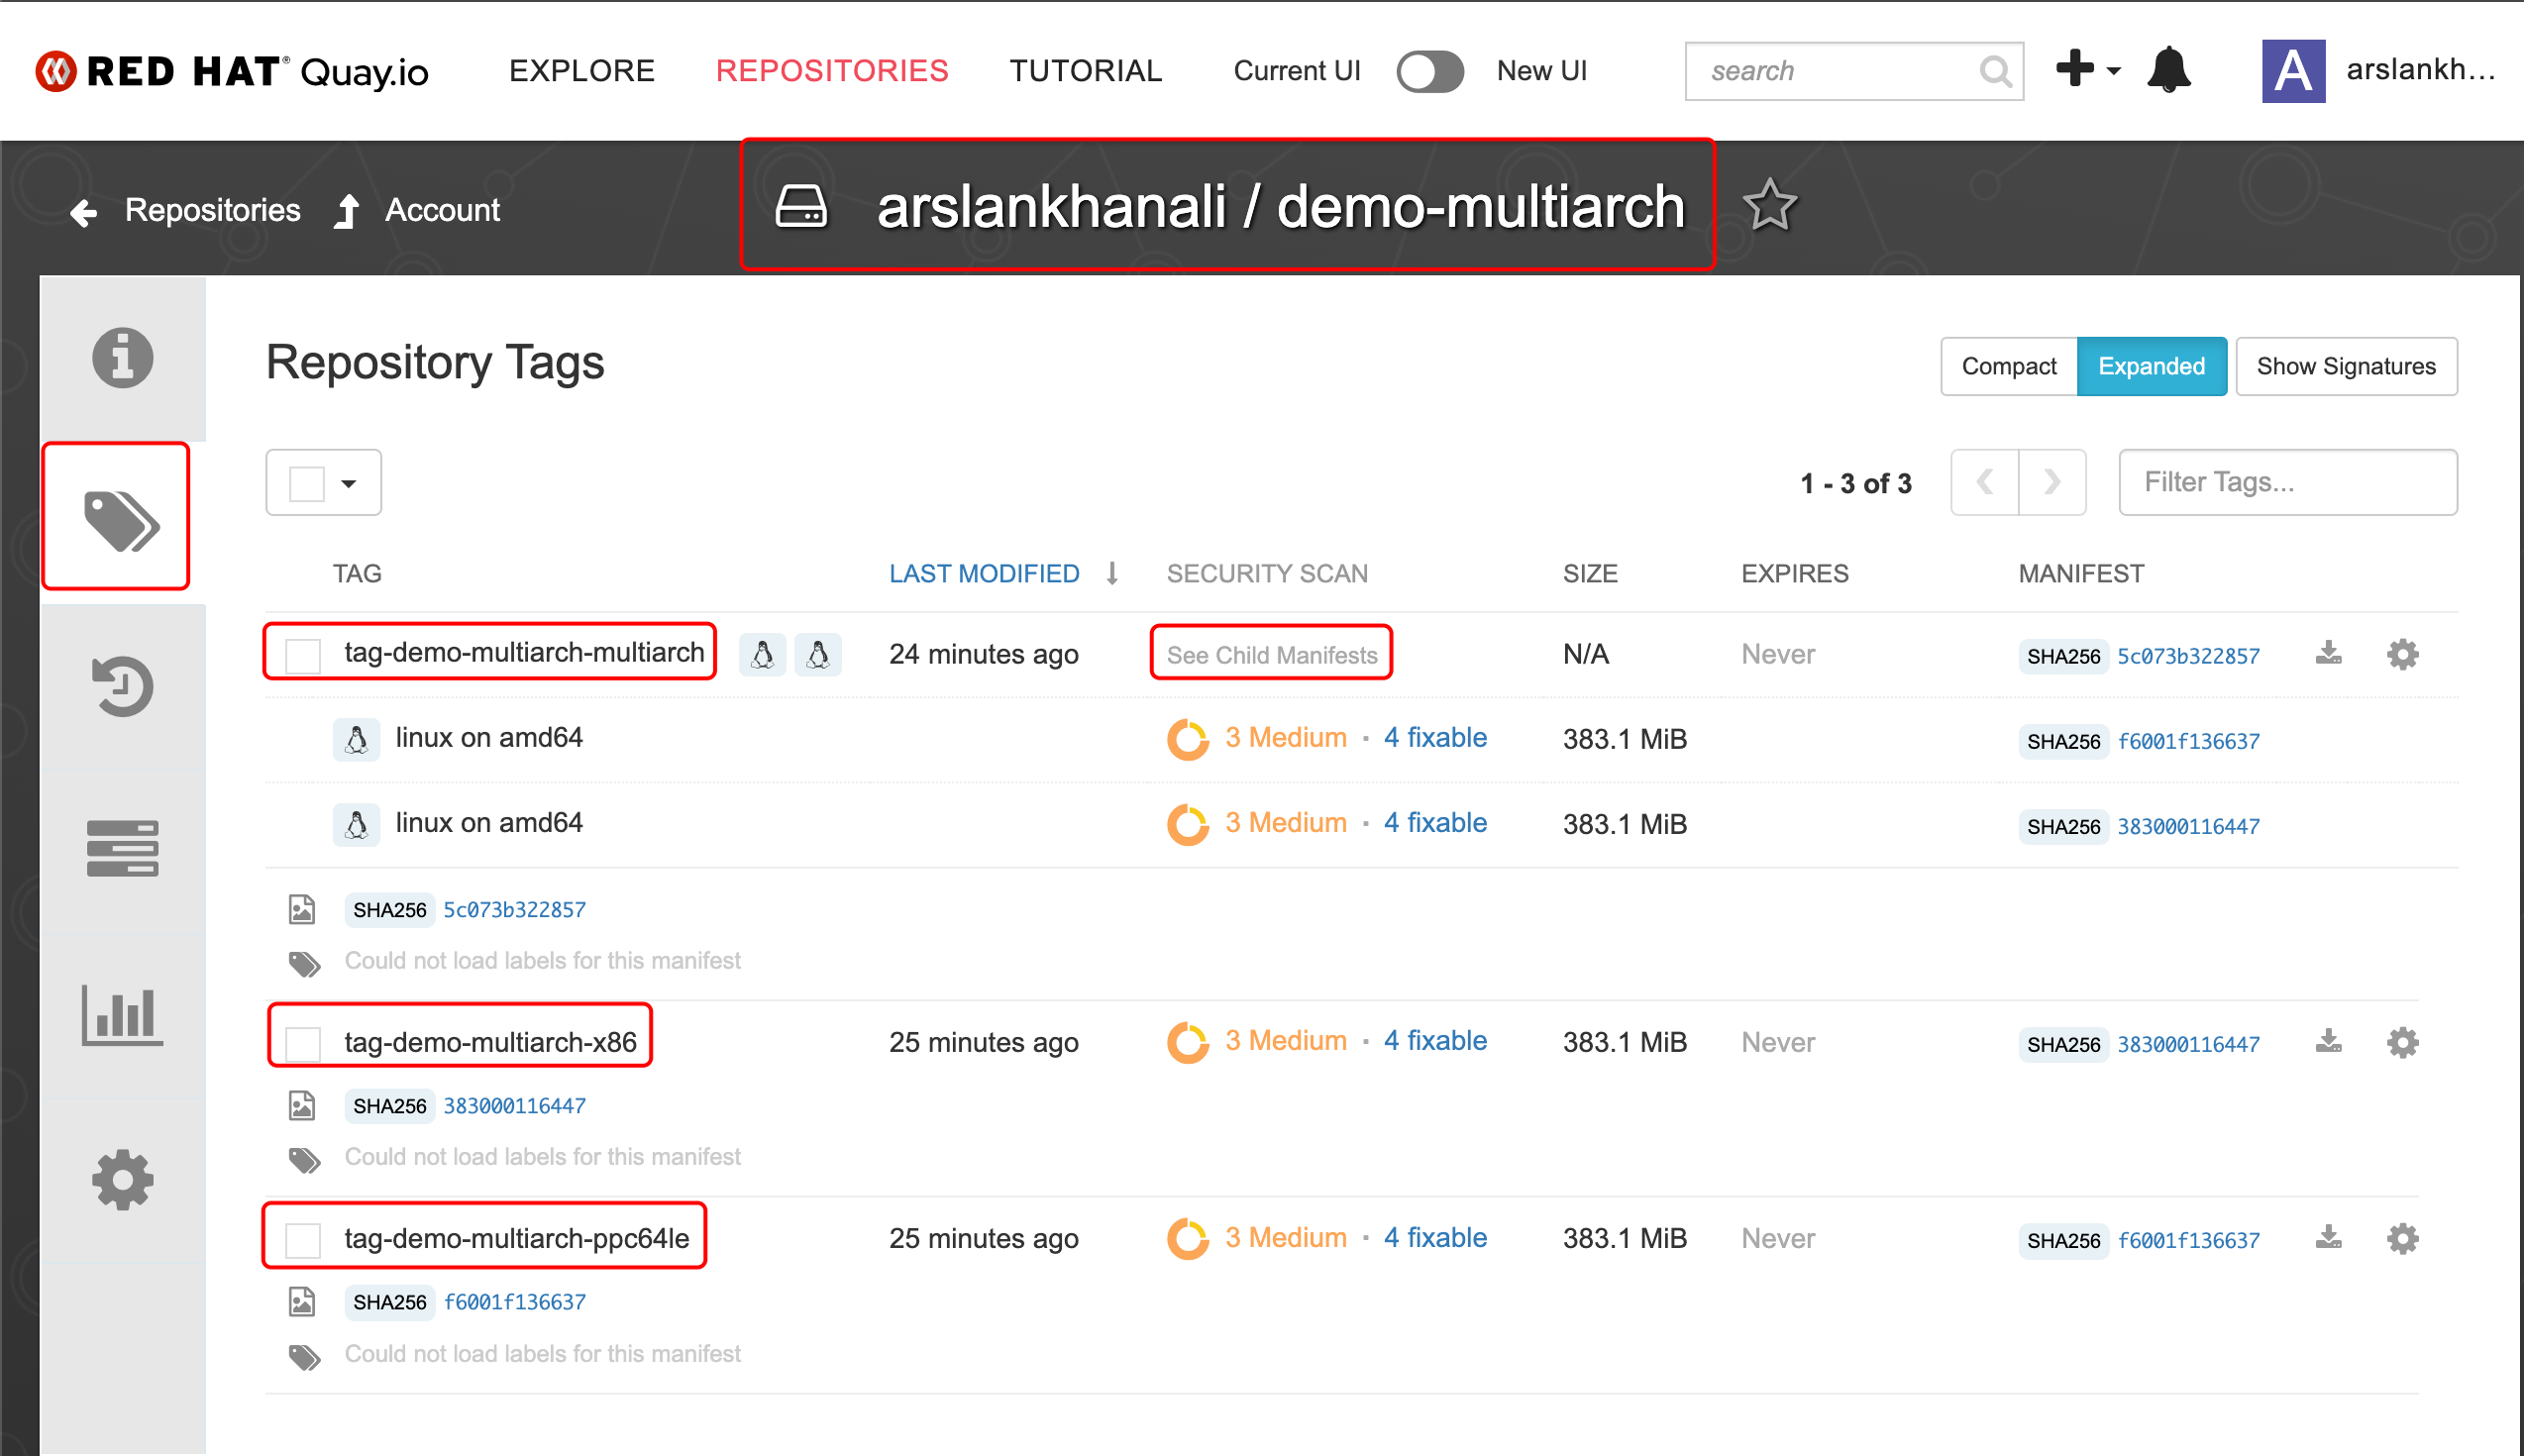 RED HAT® Quay.io EXPLORE REPOSITORIES TUTORIAL Current UI New UI search A arslankh...
Repositories Account arslankhanali / demo-multiarch
Repository Tags Compact Expanded Show Signatures
1 - 3 of 3 Filter Tags...
TAG LAST MODIFIED SECURITY SCAN SIZE EXPIRES MANIFEST
tag-demo-multiarch-multiarch 24 minutes ago See Child Manifests N/A Never SHA256 5c073b322857
linux on amd64 3 Medium · 4 fixable 383.1 MiB SHA256 f6001f136637
linux on amd64 3 Medium · 4 fixable 383.1 MiB SHA256 383000116447
SHA256 5c073b322857
Could not load labels for this manifest
tag-demo-multiarch-x86 25 minutes ago 3 Medium · 4 fixable 383.1 MiB Never SHA256 383000116447
SHA256 383000116447
Could not load labels for this manifest
tag-demo-multiarch-ppc64le 25 minutes ago 3 Medium · 4 fixable 383.1 MiB Never SHA256 f6001f136637
SHA256 f6001f136637
Could not load labels for this manifest